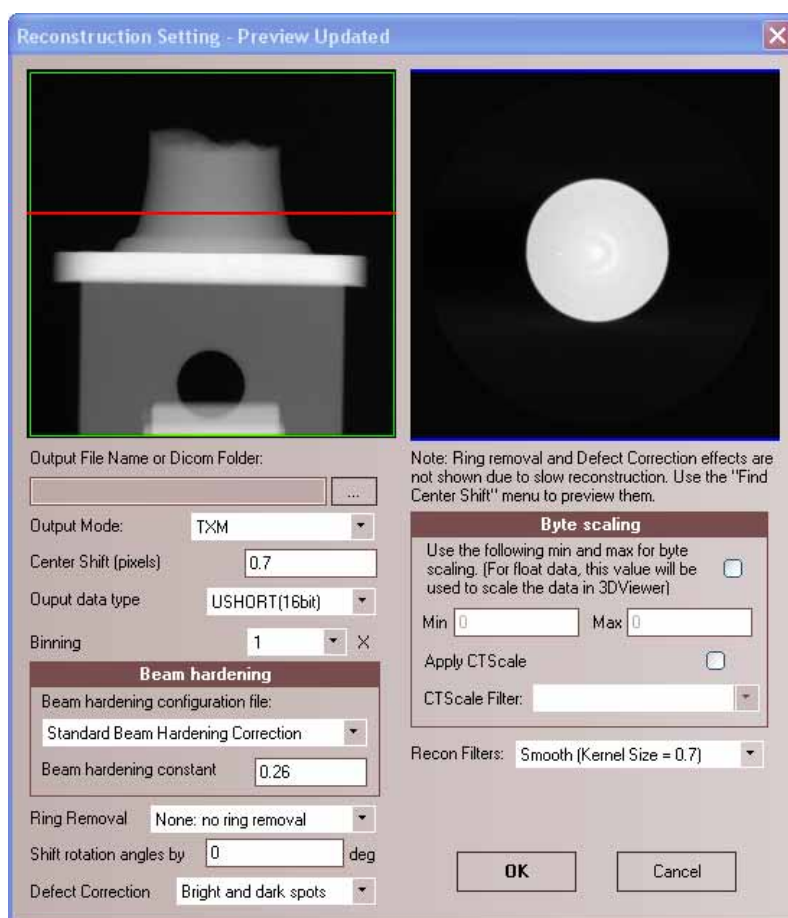 Reconstruction Setting - Preview Updated
Output File Name or Dicom Folder:
...
Output Mode: TXM
Center Shift (pixels) 0.7
Ouput data type USHORT(16bit)
Binning 1 X
Beam hardening
Beam hardening configuration file:
Standard Beam Hardening Correction
Beam hardening constant 0.26
Ring Removal None: no ring removal
Shift rotation angles by 0 deg
Defect Correction Bright and dark spots
Note: Ring removal and Defect Correction effects are
not shown due to slow reconstruction. Use the "Find
Center Shift" menu to preview them.
Byte scaling
Use the following min and max for byte
scaling. (For float data, this value will be
used to scale the data in 3DViewer)
Min 0 Max 0
Apply CTScale
CTScale Filter:
Recon Filters: Smooth (Kernel Size = 0.7)
OK Cancel